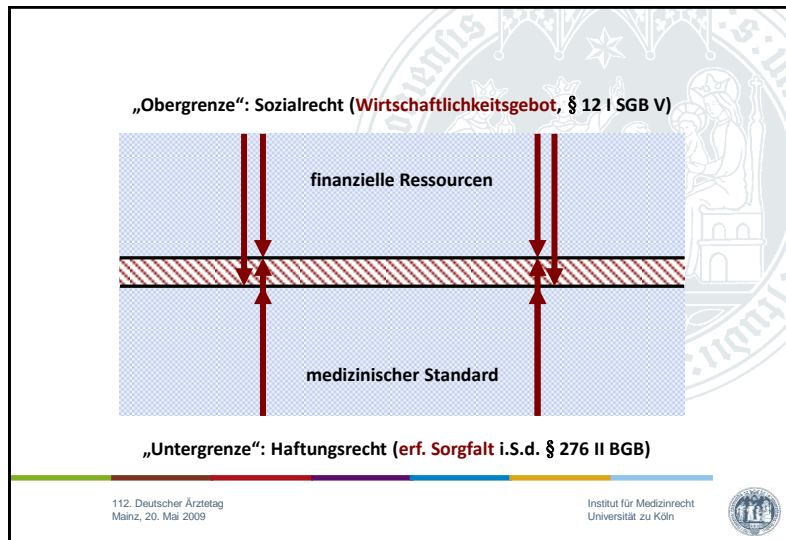 „Obergrenze“: Sozialrecht (Wirtschaftlichkeitsgebot, § 12 I SGB V)
finanzielle Ressourcen
medizinischer Standard
„Untergrenze“: Haftungsrecht (erf. Sorgfalt i.S.d. § 276 II BGB)
112. Deutscher Ärztetag
Mainz, 20. Mai 2009
Institut für Medizinrecht
Universität zu Köln